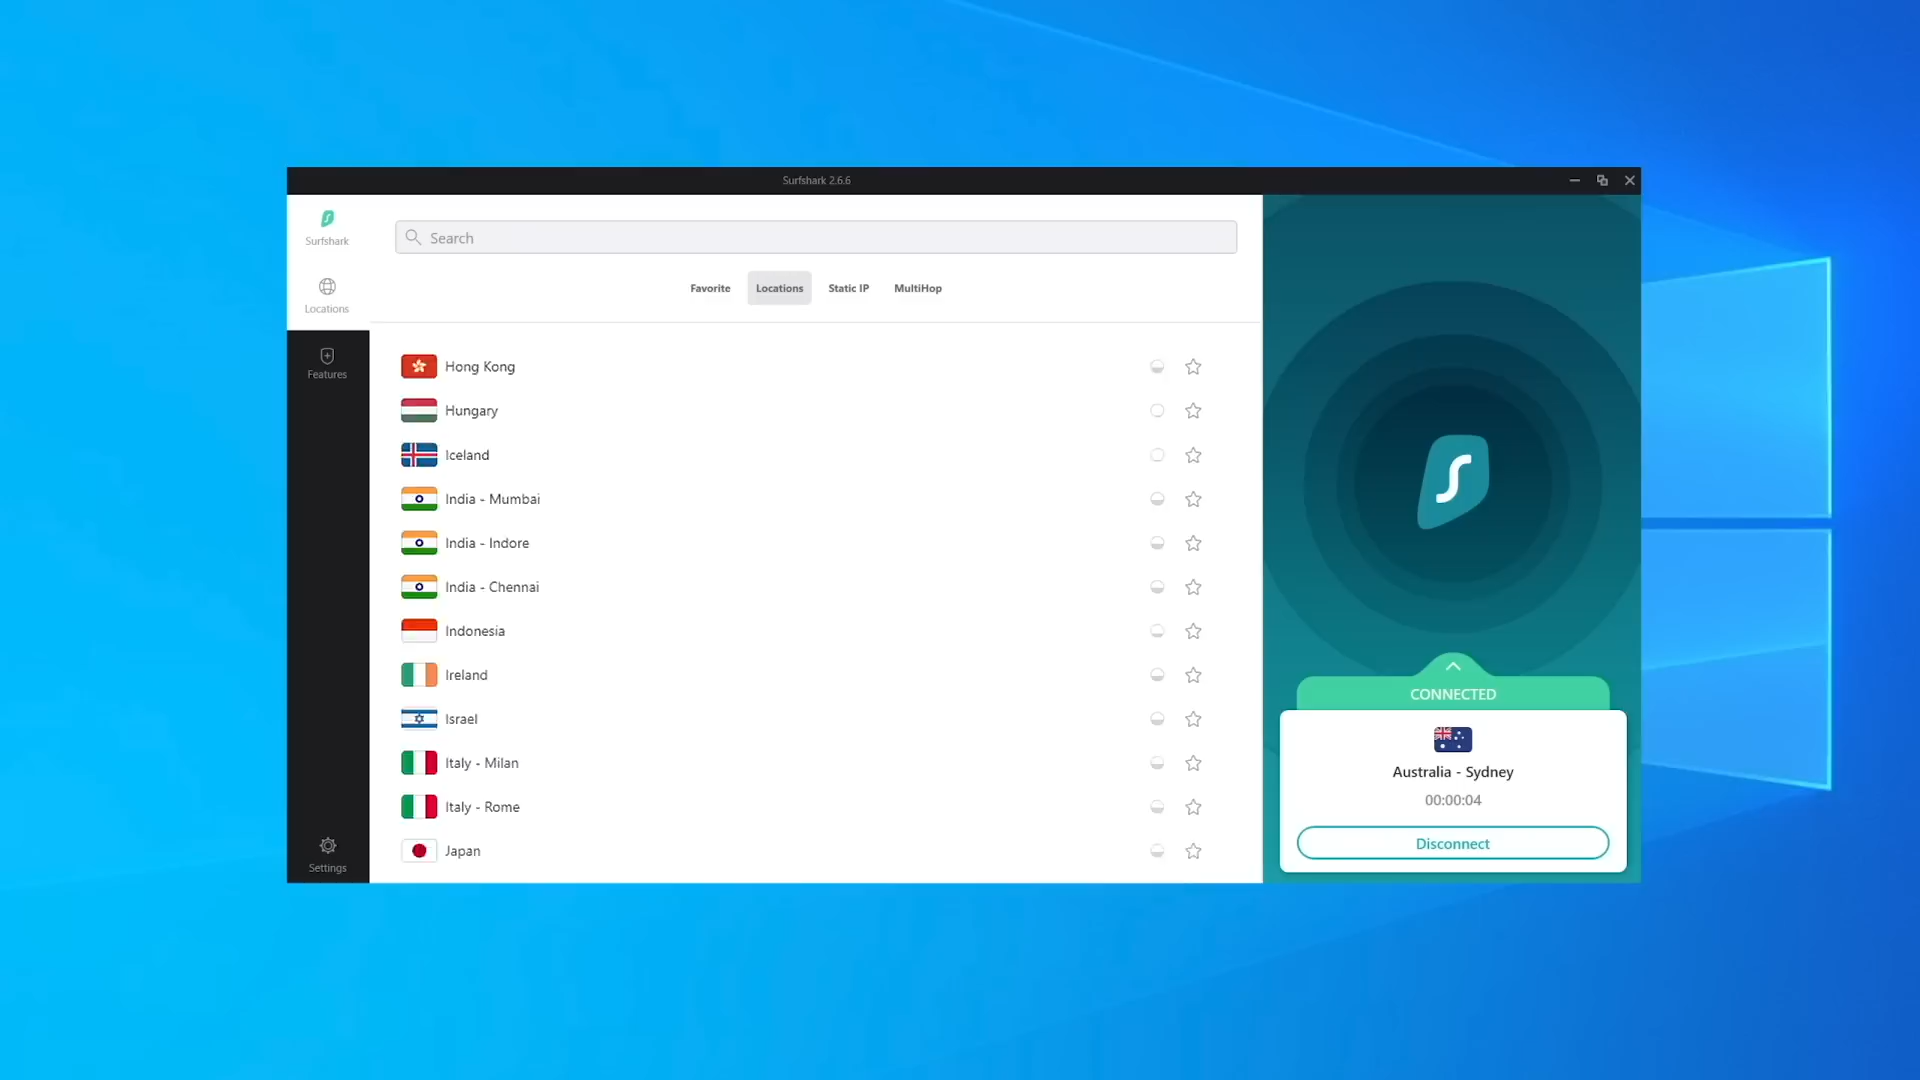 Surfshark 2.6.6
Surfshark
Locations
Features
Settings
Search
Favorite
Locations
Static IP
MultiHop
Hong Kong
Hungary
Iceland
India - Mumbai
India - Indore
India - Chennai
Indonesia
Ireland
Israel
Italy - Milan
Italy - Rome
Japan
CONNECTED
Australia - Sydney
00:00:04
Disconnect